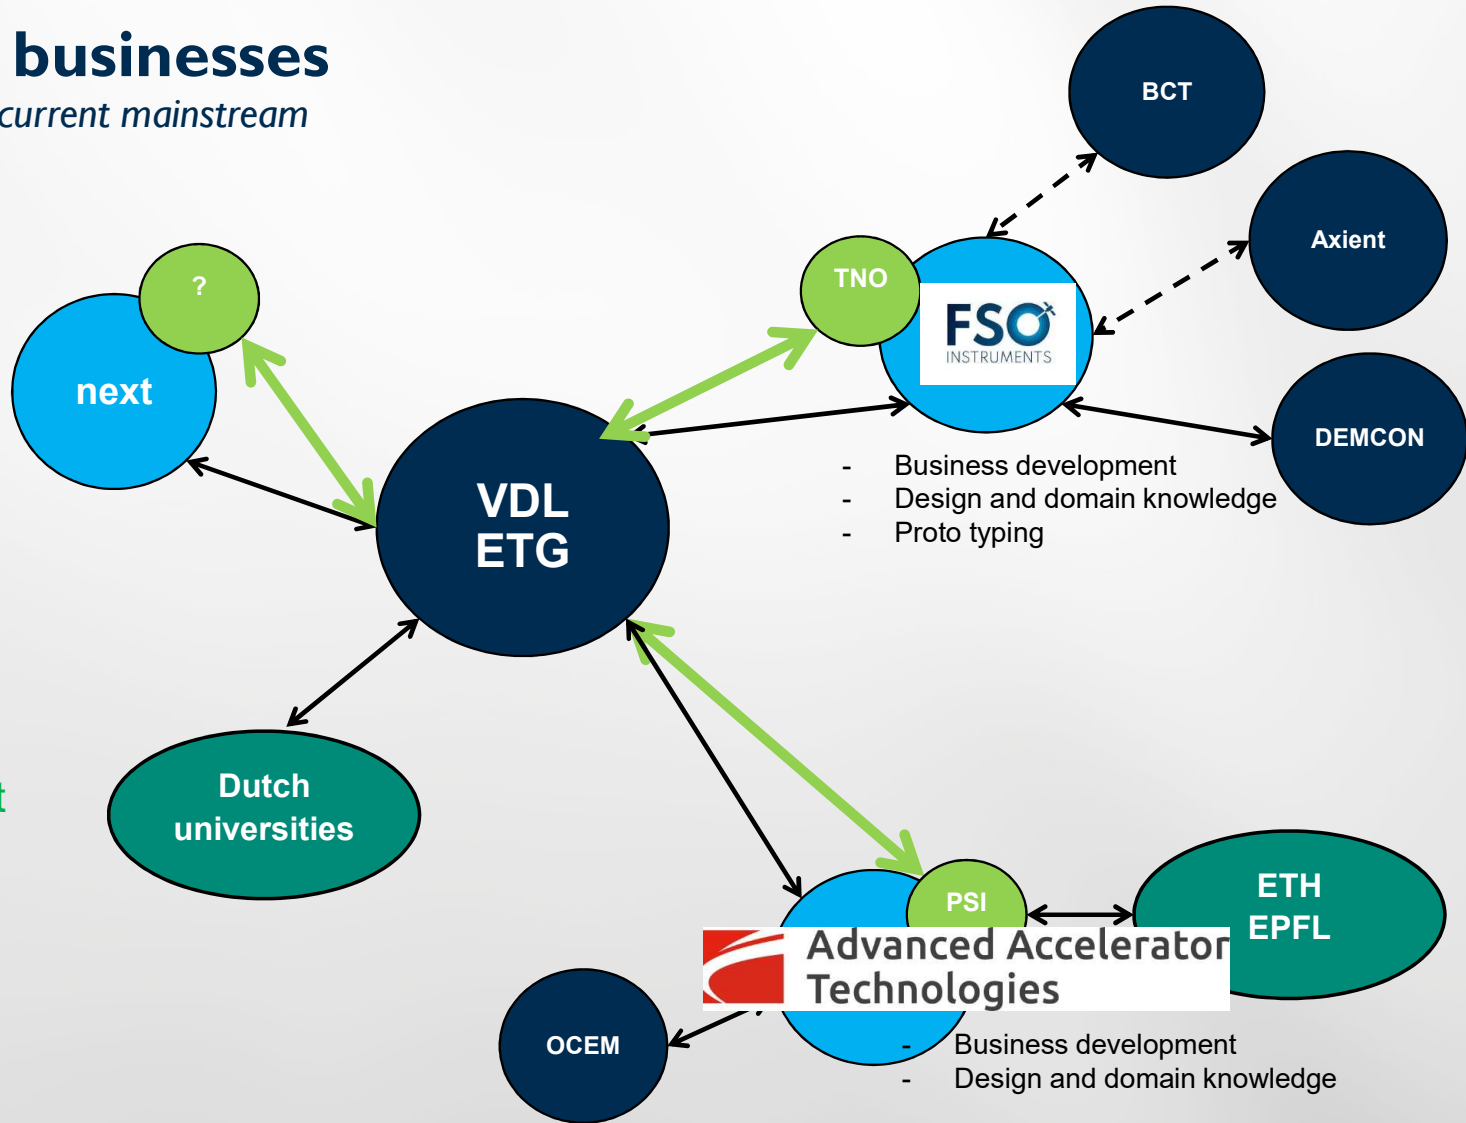 businesses
current mainstream
BCT
Axient
?
TNO
FSO
INSTRUMENTS
next
DEMCON
VDL
ETG
- Business development
- Design and domain knowledge
- Proto typing
Dutch
universities
t
PSI
ETH
EPFL
Advanced Accelerator
Technologies
OCEM
- Business development
- Design and domain knowledge